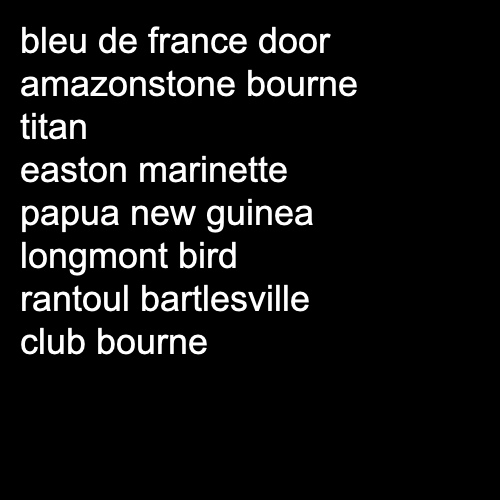 bleu de france door
amazonstone bourne
titan
easton marinette
papua new guinea
longmont bird
rantoul bartlesville
club bourne